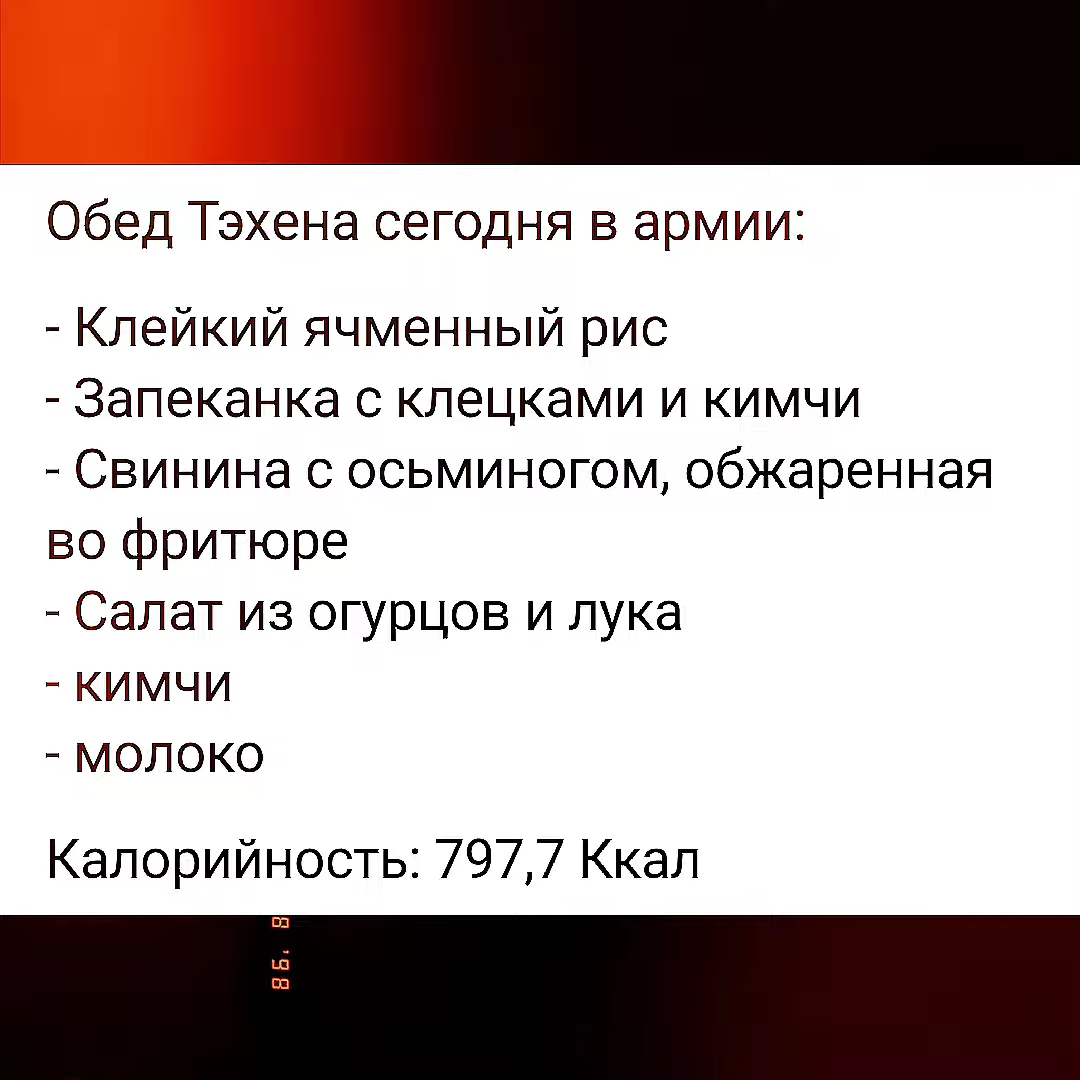 Обед Тэхена сегодня в армии:
- Клейкий ячменный рис
- Запеканка с клецками и кимчи
- Свинина с осьминогом, обжаренная
во фритюре
- Салат из огурцов и лука
- кимчи
- молоко
Калорийность: 797,7 Ккал